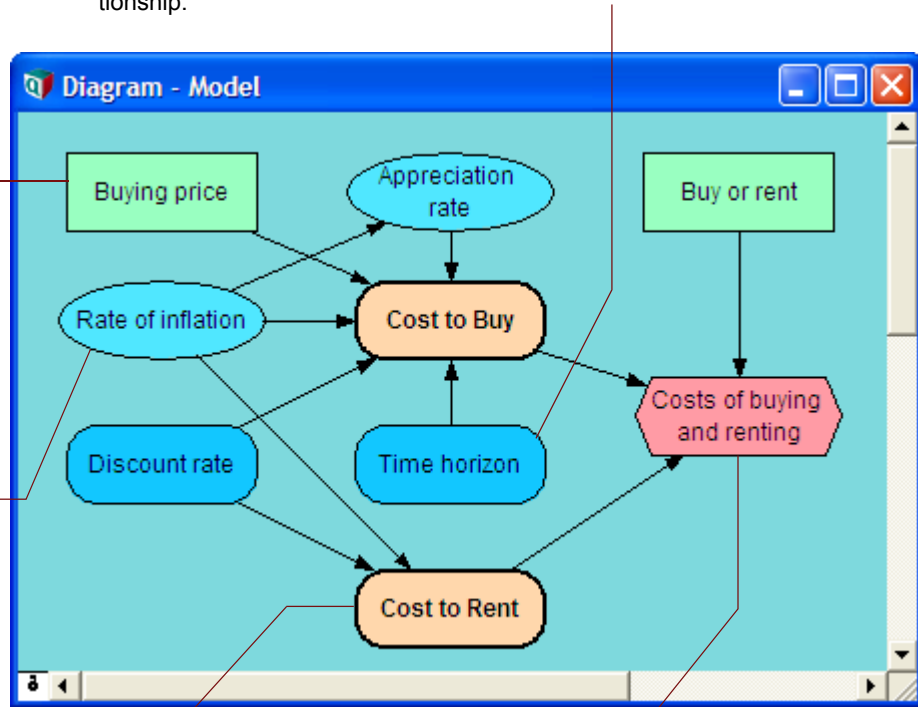 tionship.
Diagram - Model
Buying price
Appreciation
rate
Buy or rent
Rate of inflation
Cost to Buy
Costs of buying
and renting
Discount rate
Time horizon
Cost to Rent